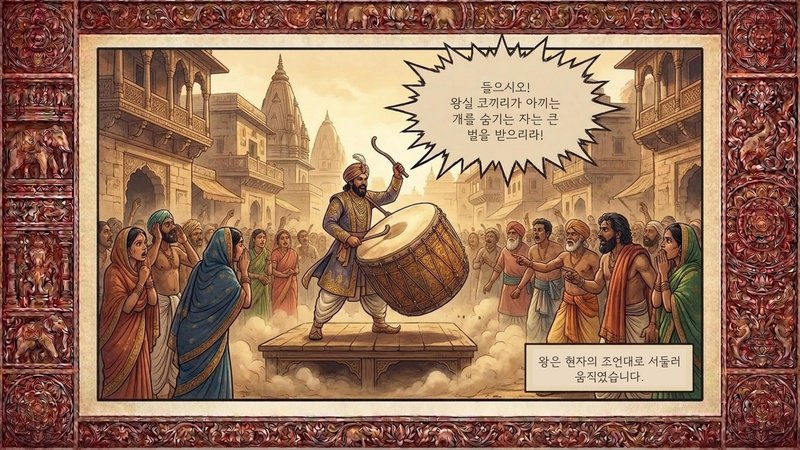 들으시오!
왕실 코끼리가 아끼는
개를 숨기는 자는 큰
벌을 받으리라!
왕은 현자의 조언대로 서둘러
움직였습니다.